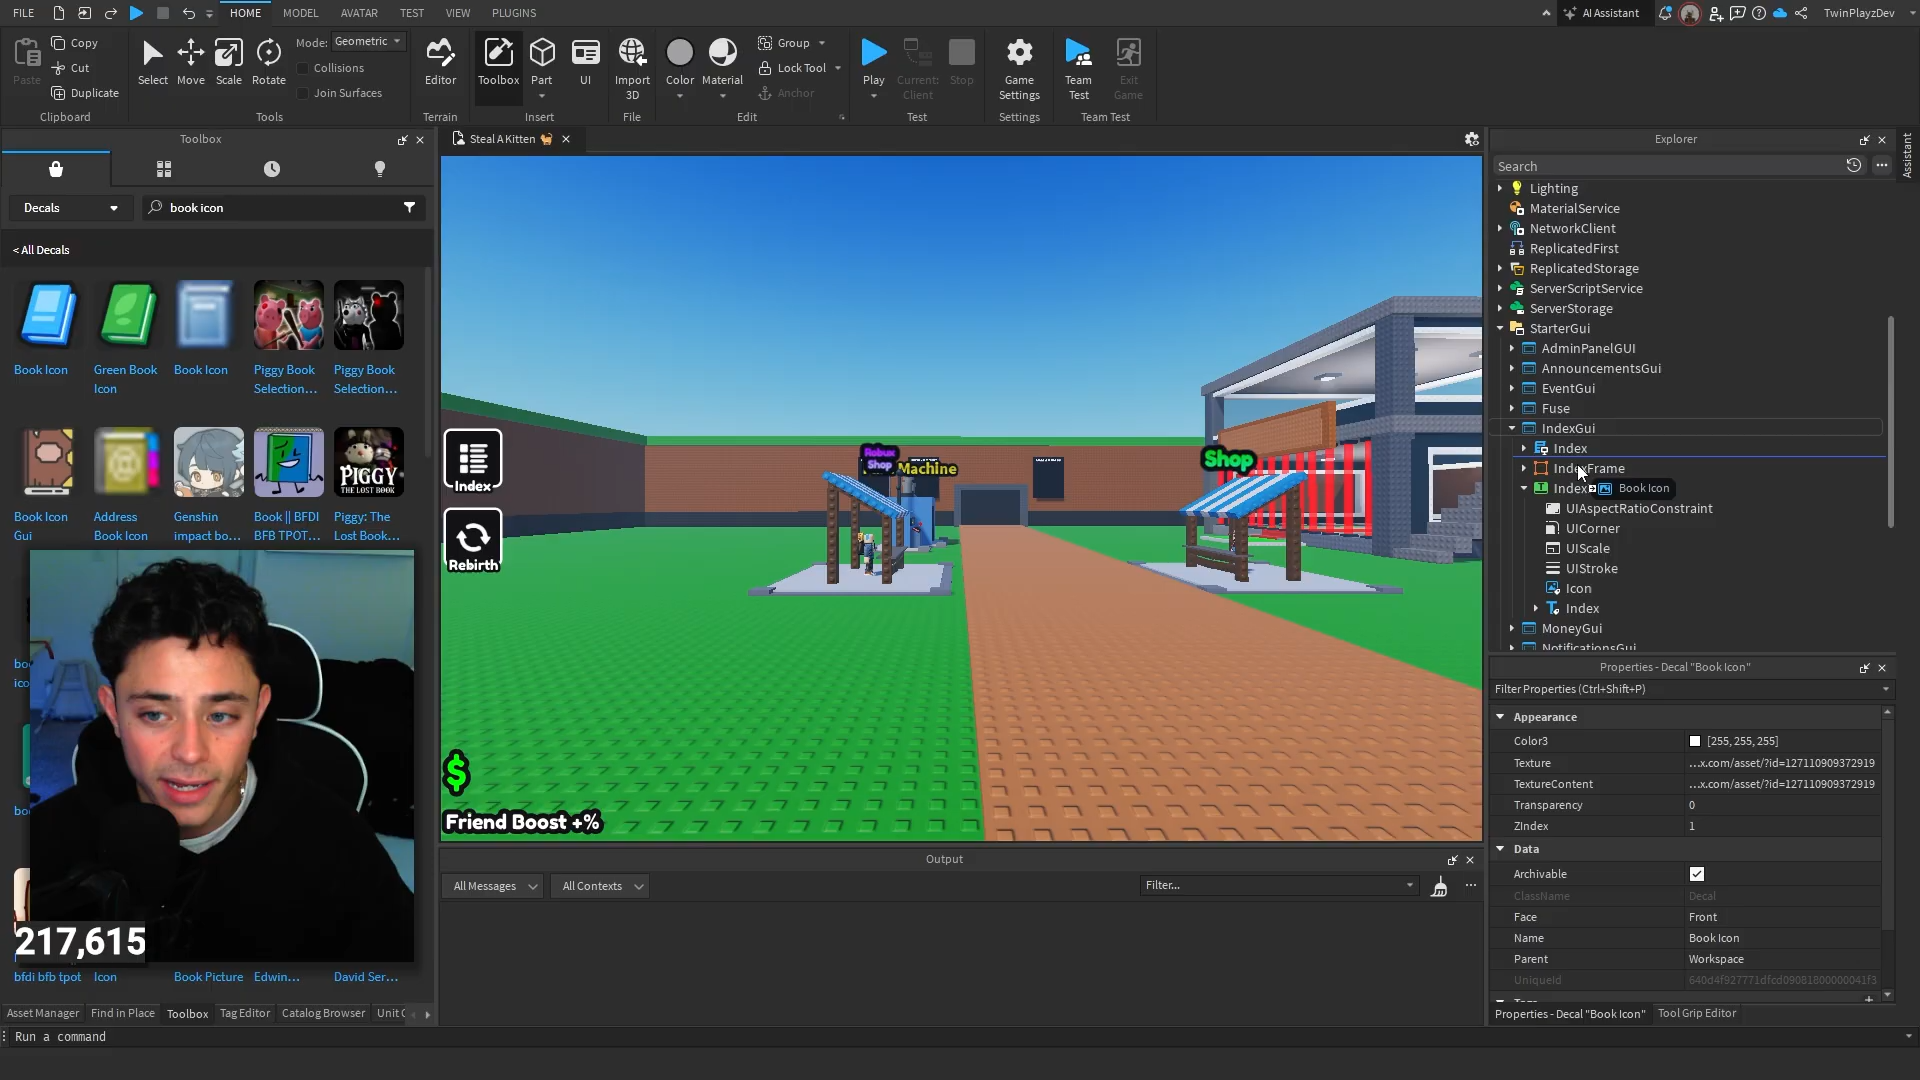 FILE
HOME
MODEL
AVATAR
TEST
VIEW
PLUGINS
AI Assistant
TwinPlayzDev
Paste
Copy
Cut
Duplicate
Clipboard
Select
Move
Scale
Rotate
Mode:
Geometric
Collisions
Join Surfaces
Tools
Editor
Terrain
Toolbox
Part
UI
Insert
Import
3D
File
Color
Material
Group
Lock Tool
Anchor
Edit
Play
Current:
Client
Stop
Test
Game
Settings
Settings
Team
Test
Exit
Game
Team Test
Toolbox
Decals
book icon
< All Decals
Book Icon
Green Book
Icon
Book Icon
Piggy Book
Selection...
Piggy Book
Selection...
PIGGY
THE LOST BOOK
Book Icon
Gui
Address
Book Icon
Genshin
impact bo...
Book || BFDI
BFB TPOT...
Piggy: The
Lost Book...
217,615
bfdi bfb tpot
Icon
Book Picture
Edwin...
David Ser...
Asset Manager
Find in Place
Toolbox
Tag Editor
Catalog Browser
Steal A Kitten
Index
Rebirth
Robux
Shop
Machine
Shop
$
Friend Boost +%
Output
All Messages
All Contexts
Filter...
Explorer
Assistant
Search
Lighting
MaterialService
NetworkClient
ReplicatedFirst
ReplicatedStorage
ServerScriptService
ServerStorage
StarterGui
AdminPanelGUI
AnnouncementsGui
EventGui
Fuse
IndexGui
Index
IndexFrame
Index
Book Icon
UIAspectRatioConstraint
UICorner
UIScale
UIStroke
Icon
Index
MoneyGui
NotificationsGui
Properties - Decal "Book Icon"
Filter Properties (Ctrl+Shift+P)
Appearance
Color3
[255, 255, 255]
Texture
...x.com/asset/?id=127110909372919
TextureContent
...x.com/asset/?id=127110909372919
Transparency
0
ZIndex
1
Data
Archivable
ClassName
Decal
Face
Front
Name
Book Icon
Parent
Workspace
UniqueId
640d4f927771dfcd09081800000041f3
Properties - Decal "Book Icon"
Tool Grip Editor
Run a command